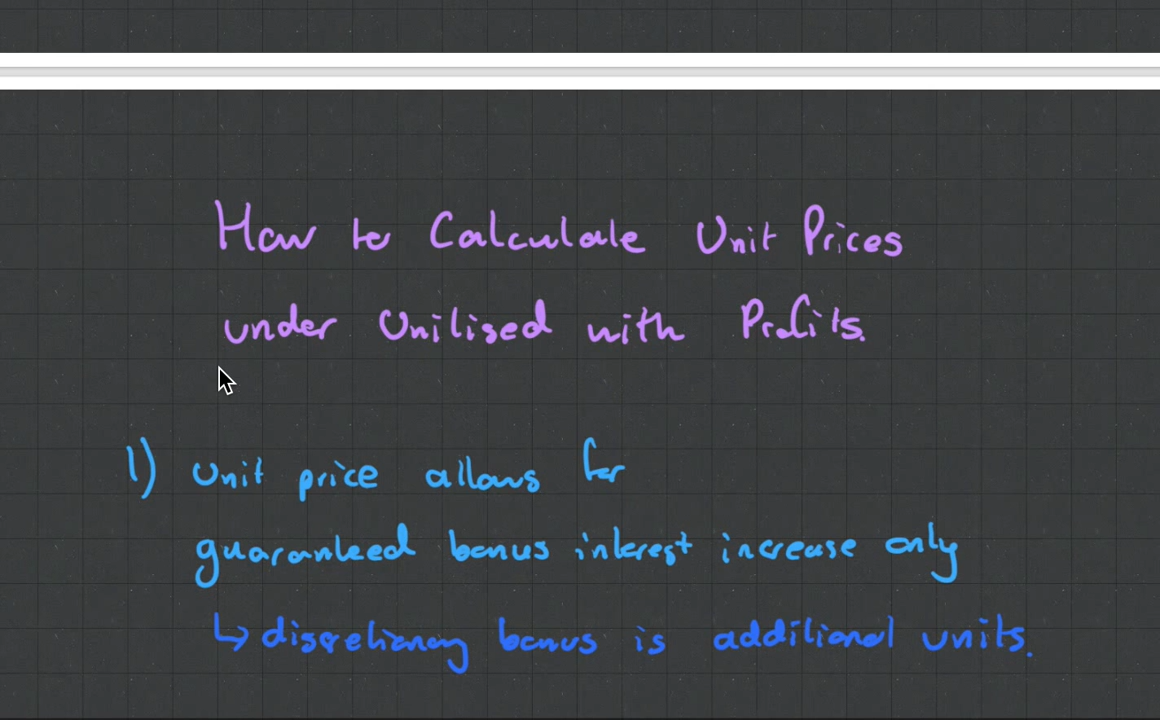 How to Calculate Unit Prices
under Unitised with Profits.
1) Unit price allows for
guaranteed bonus interest increase only
↳ discretionary bonus is additional units.